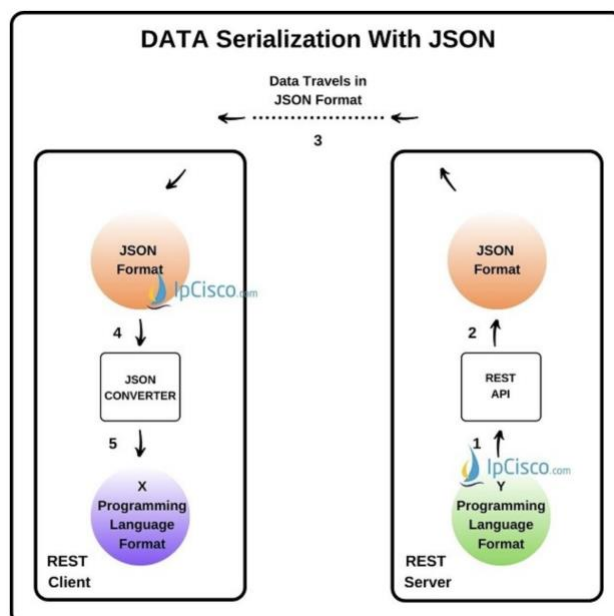 DATA Serialization With JSON
Data Travels in
JSON Format
3
JSON
Format
IpCisco.com
4
JSON
CONVERTER
5
X
Programming
Language
Format
REST
Client
JSON
Format
2
REST
API
1
IpCisco.com
Y
Programming
Language
Format
REST
Server